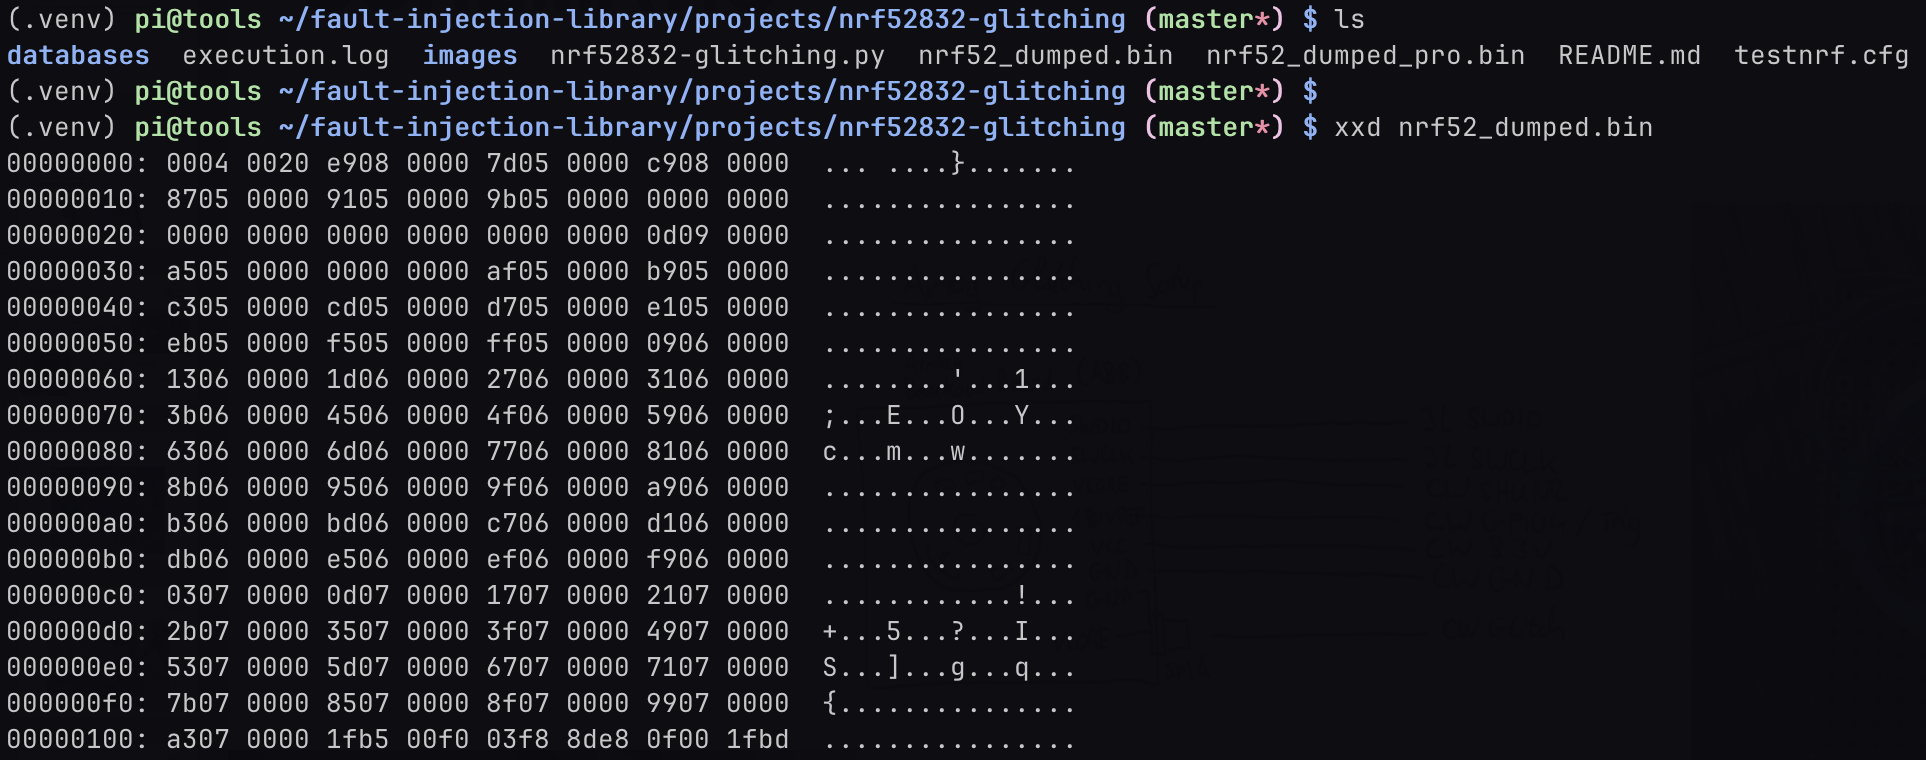 (.venv) pi@tools ~/fault-injection-library/projects/nrf52832-glitching (master*) $ ls
databases  execution.log  images  nrf52832-glitching.py  nrf52_dumped.bin  nrf52_dumped_pro.bin  README.md  testnrf.cfg
(.venv) pi@tools ~/fault-injection-library/projects/nrf52832-glitching (master*) $
(.venv) pi@tools ~/fault-injection-library/projects/nrf52832-glitching (master*) $ xxd nrf52_dumped.bin
00000000: 0004 0020 e908 0000 7d05 0000 c908 0000  ... ....}.......
00000010: 8705 0000 9105 0000 9b05 0000 0000 0000  ................
00000020: 0000 0000 0000 0000 0000 0000 0d09 0000  ................
00000030: a505 0000 0000 0000 af05 0000 b905 0000  ................
00000040: c305 0000 cd05 0000 d705 0000 e105 0000  ................
00000050: eb05 0000 f505 0000 ff05 0000 0906 0000  ................
00000060: 1306 0000 1d06 0000 2706 0000 3106 0000  ........'...1...
00000070: 3b06 0000 4506 0000 4f06 0000 5906 0000  ;...E...O...Y...
00000080: 6306 0000 6d06 0000 7706 0000 8106 0000  c...m...w.......
00000090: 8b06 0000 9506 0000 9f06 0000 a906 0000  ................
000000a0: b306 0000 bd06 0000 c706 0000 d106 0000  ................
000000b0: db06 0000 e506 0000 ef06 0000 f906 0000  ................
000000c0: 0307 0000 0d07 0000 1707 0000 2107 0000  ............!...
000000d0: 2b07 0000 3507 0000 3f07 0000 4907 0000  +...5...?...I...
000000e0: 5307 0000 5d07 0000 6707 0000 7107 0000  S...]...g...q...
000000f0: 7b07 0000 8507 0000 8f07 0000 9907 0000  {...............
00000100: a307 0000 1fb5 00f0 03f8 8de8 0f00 1fbd  ................